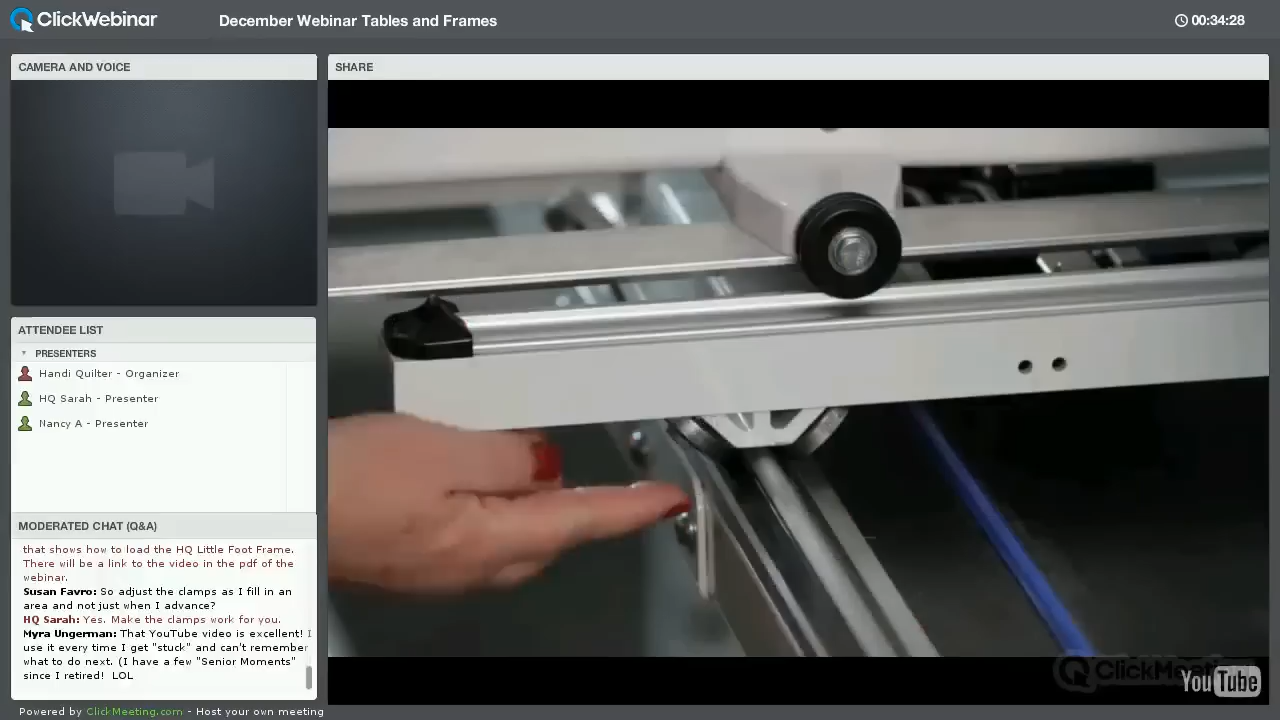 ClickWebinar
December Webinar Tables and Frames
00:34:28
CAMERA AND VOICE
SHARE
ATTENDEE LIST
PRESENTERS
Handi Quilter - Organizer
HQ Sarah - Presenter
Nancy A - Presenter
MODERATED CHAT (Q&A)
that shows how to load the HQ Little Foot Frame.
There will be a link to the video in the pdf of the
webinar.
Susan Favro: So adjust the clamps as I fill in an
area and not just when I advance?
HQ Sarah: Yes. Make the clamps work for you.
Myra Ungerman: That YouTube video is excellent! I
use it every time I get "stuck" and can't remember
what to do next. (I have a few "Senior Moments"
since I retired! LOL
ClickMeeting
YouTube
Powered by ClickMeeting.com - Host your own meeting